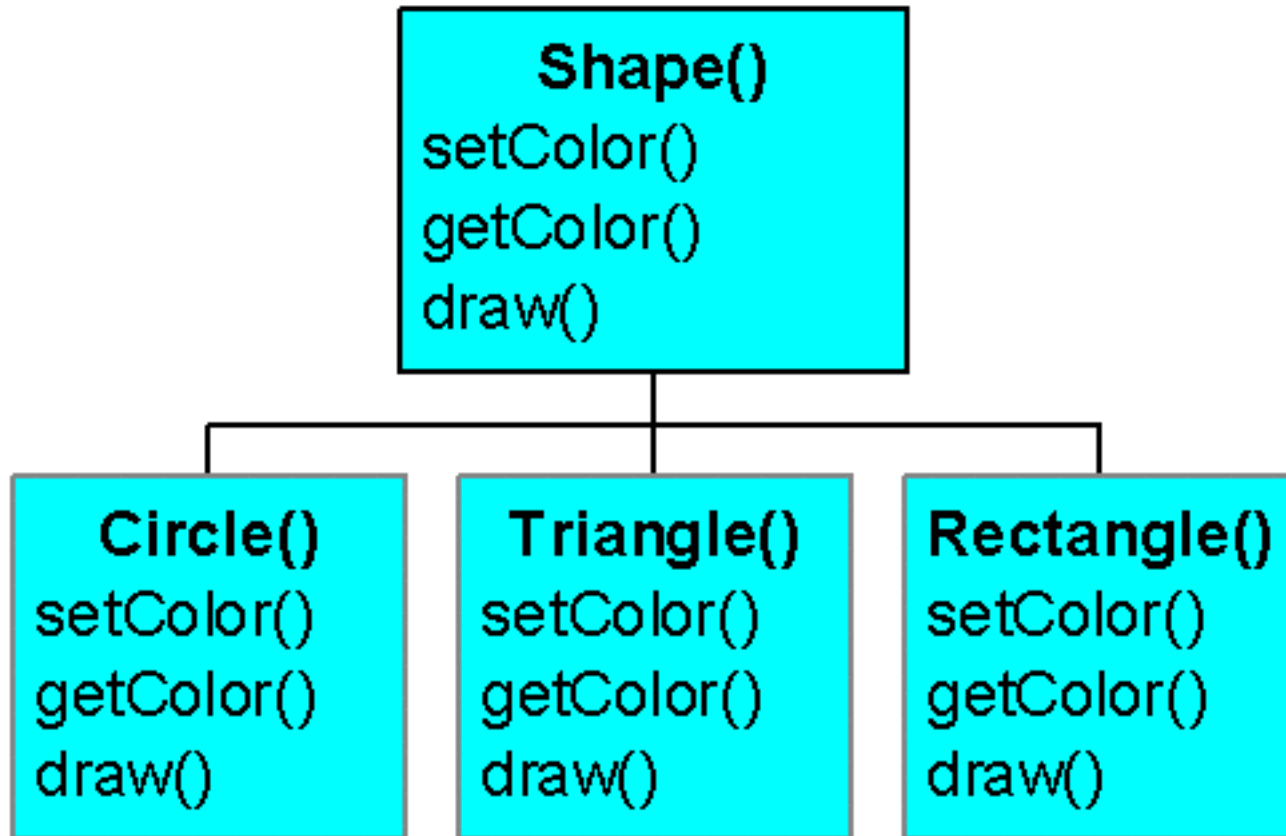 Shape()
setColor()
getColor()
draw()
Circle()
setColor()
getColor()
draw()
Triangle()
setColor()
getColor()
draw()
Rectangle()
setColor()
getColor()
draw()